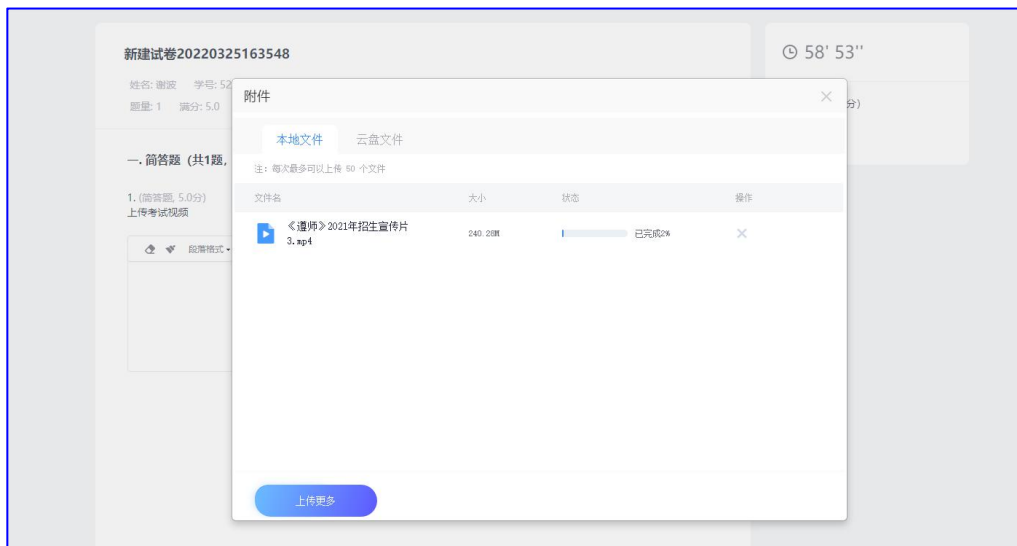 新建试卷20220325163548
58' 53''
姓名: 谢波 学号: 52
题量: 1 满分: 5.0
分)
附件
本地文件 云盘文件
注: 每次最多可以上传 50 个文件
一. 简答题 (共1题,
文件名 大小 状态 操作
1. (简答题, 5.0分)
上传考试视频
《遵师》2021年招生宣传片
3.mp4
240.28M 已完成2%
段落格式
上传更多